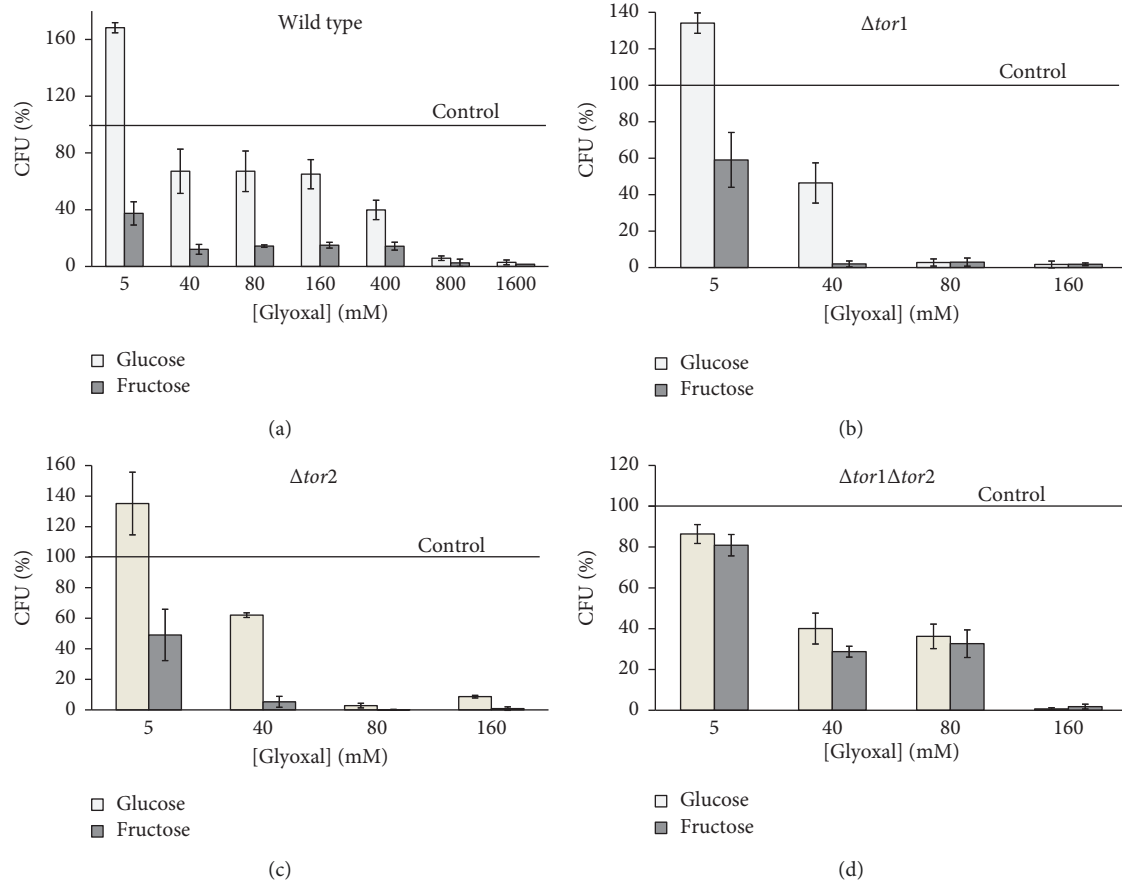 Wild type
CFU (%)
160
120
80
40
0
Control
5 40 80 160 400 800 1600
[Glyoxal] (mM)
Glucose
Fructose
(a)
Δtor1
CFU (%)
140
120
100
80
60
40
20
0
Control
5 40 80 160
[Glyoxal] (mM)
Glucose
Fructose
(b)
Δtor2
CFU (%)
160
140
120
100
80
60
40
20
0
Control
5 40 80 160
[Glyoxal] (mM)
Glucose
Fructose
(c)
Δtor1Δtor2
CFU (%)
120
100
80
60
40
20
0
Control
5 40 80 160
[Glyoxal] (mM)
Glucose
Fructose
(d)